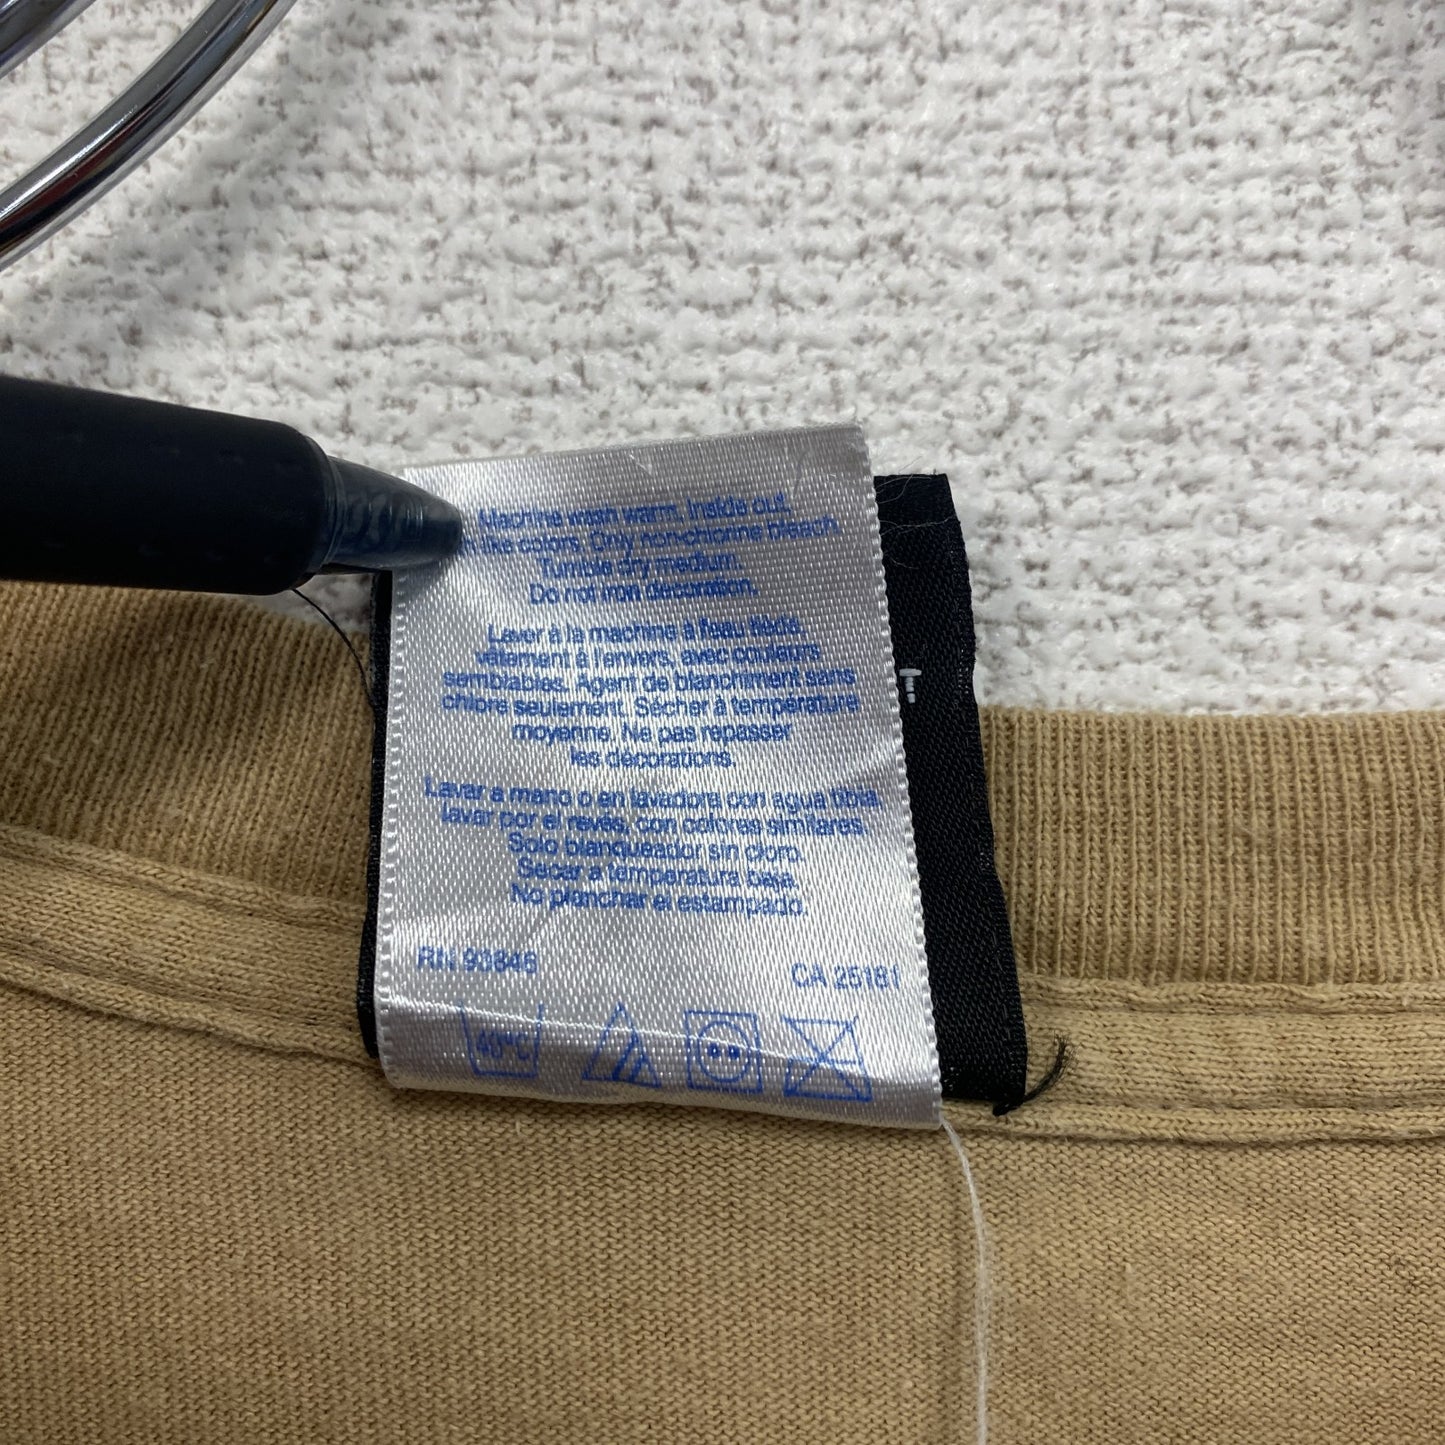 Machine wash warm. Inside out
like colors. Only non-chlorine bleach.
Tumble dry medium.
Do not iron decoration.
Laver à la machine à l'eau tiède,
vêtement à l'envers, avec couleurs
semblables. Agent de blanchiment sans
chlore seulement. Sécher à température
moyenne. Ne pas repasser
les décorations.
Lavar a mano o en lavadora con agua tibia,
lavar por el revés, con colores similares.
Solo blanqueador sin cloro.
Secar a temperatura baja.
No planchar el estampado.
RN 93846
CA 25181
40°C